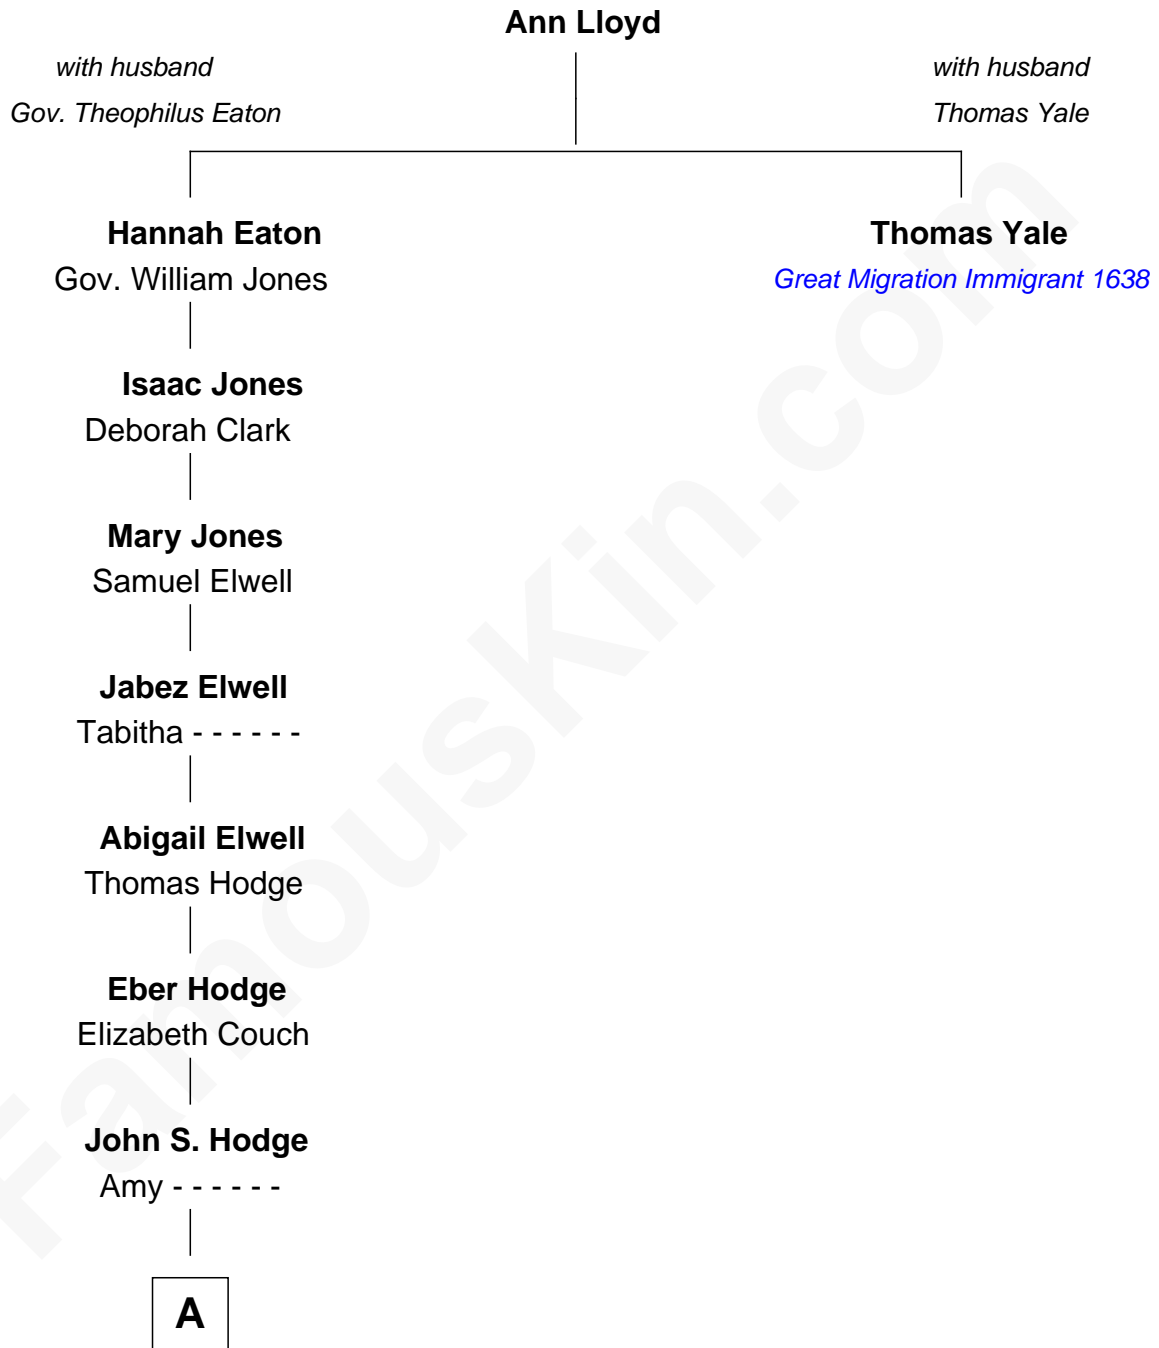 Ann Lloyd
with husband
Gov. Theophilus Eaton
with husband
Thomas Yale
Hannah Eaton
Gov. William Jones
Thomas Yale
Great Migration Immigrant 1638
Isaac Jones
Deborah Clark
Mary Jones
Samuel Elwell
Jabez Elwell
Tabitha - - - - - -
Abigail Elwell
Thomas Hodge
Eber Hodge
Elizabeth Couch
John S. Hodge
Amy - - - - - -
A
FamousKin.com